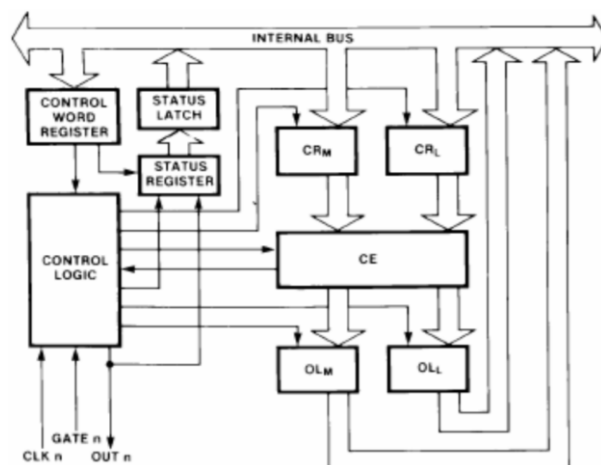 INTERNAL BUS
CONTROL
WORD
REGISTER
STATUS
LATCH
STATUS
REGISTER
CRM
CRL
CONTROL
LOGIC
CE
OLM
OLL
CLK n
GATE n
OUT n